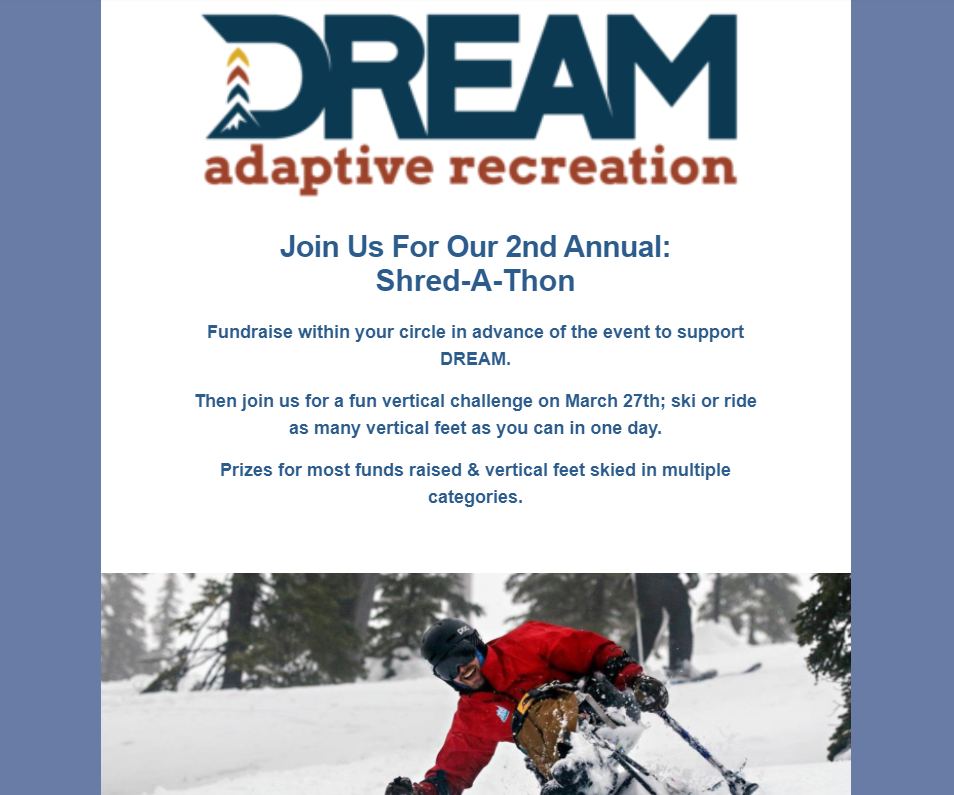 DREAM
adaptive recreation
Join Us For Our 2nd Annual:
Shred-A-Thon
Fundraise within your circle in advance of the event to support
DREAM.
Then join us for a fun vertical challenge on March 27th; ski or ride
as many vertical feet as you can in one day.
Prizes for most funds raised & vertical feet skied in multiple
categories.
POC